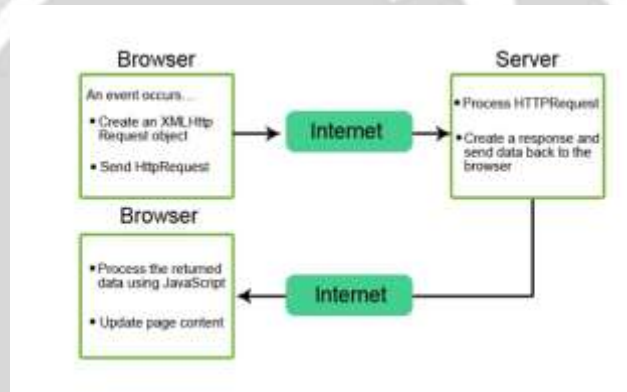 Browser
An event occurs...
• Create an XMLHttp
Request object
• Send HttpRequest
Internet
Server
• Process HTTPRequest
• Create a response and
send data back to the
browser
Browser
• Process the returned
data using JavaScript
• Update page content
Internet